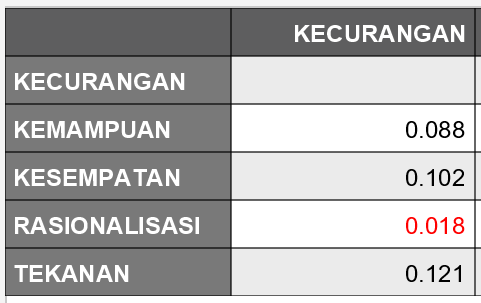 KECURANGAN
KECURANGAN
KEMAMPUAN 0.088
KESEMPATAN 0.102
RASIONALISASI 0.018
TEKANAN 0.121